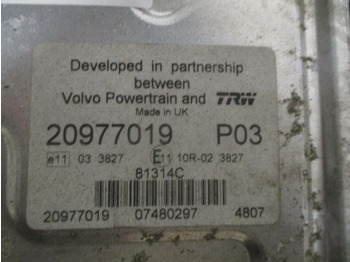 Developed in partnership
between
Volvo Powertrain and TRW
Made in UK
20977019 P03
e11 03 3827 E11 10R-02 3827
81314C
20977019 07480297 4807